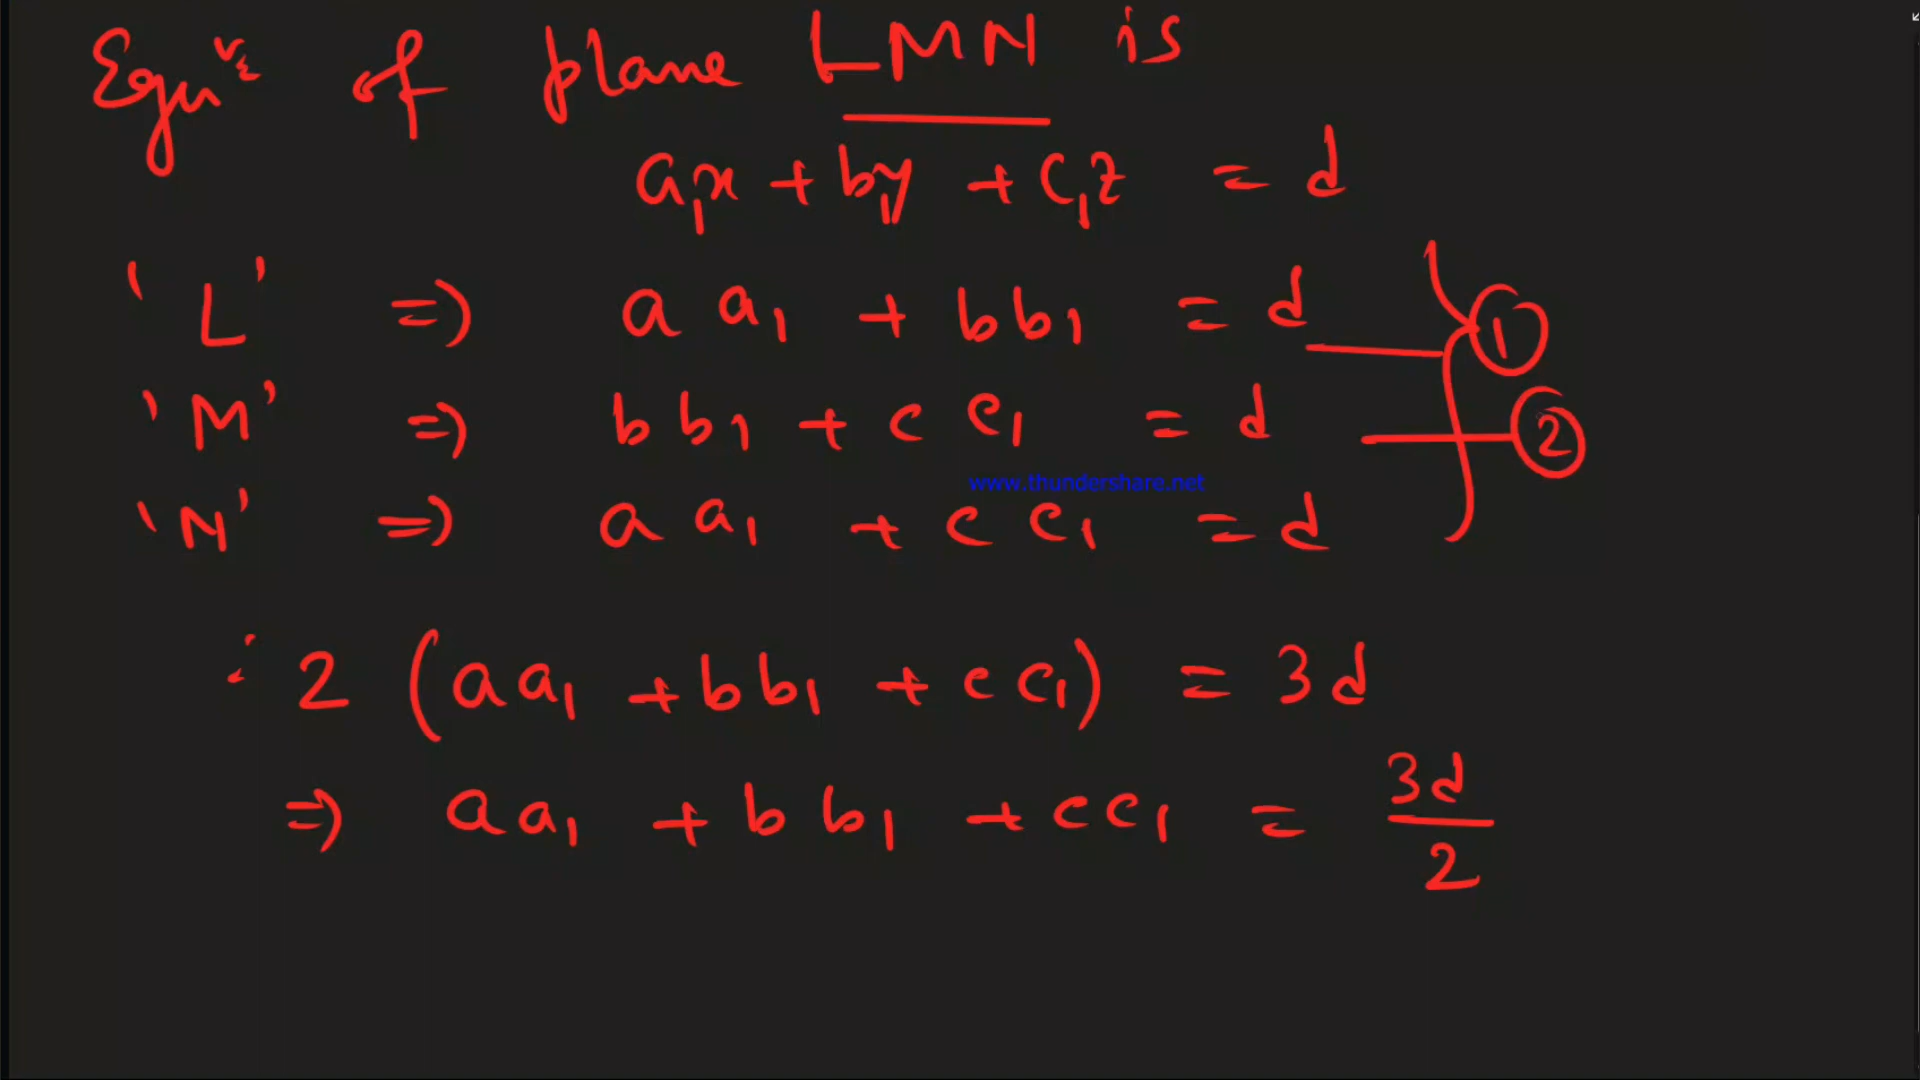 Equn of plane LMN is
a₁x + b₁y + c₁z = d
'L' ⇒ a a₁ + b b₁ = d ①
'M' ⇒ b b₁ + c c₁ = d ②
www.thundershare.net
'N' ⇒ a a₁ + c c₁ = d
∴ 2 (a a₁ + b b₁ + c c₁) = 3d
⇒ a a₁ + b b₁ + c c₁ = 3d/2